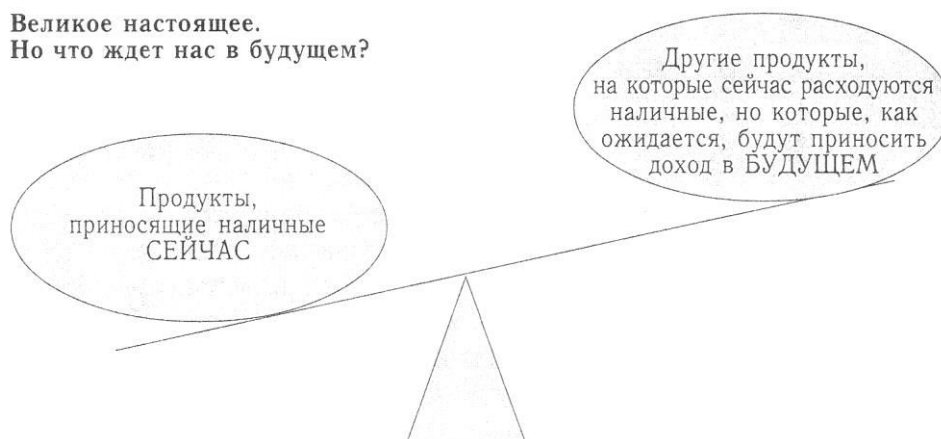 Великое настоящее.
Но что ждет нас в будущем?
Другие продукты,
на которые сейчас расходуются
наличные, но которые, как
ожидается, будут приносить
доход в БУДУЩЕМ
Продукты,
приносящие наличные
СЕЙЧАС